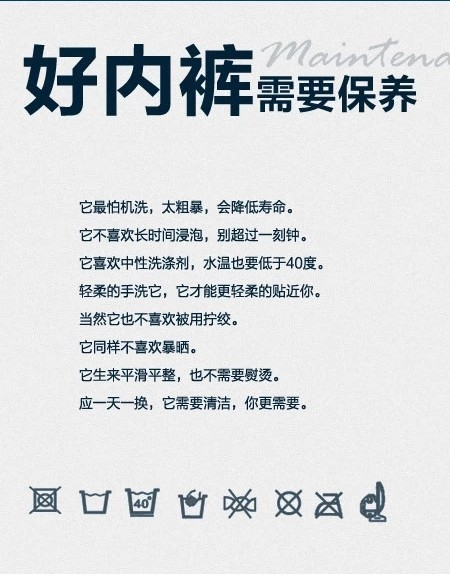 Maintena
好内裤需要保养
它最怕机洗，太粗暴，会降低寿命。
它不喜欢长时间浸泡，别超过一刻钟。
它喜欢中性洗涤剂，水温也要低于40度。
轻柔的手洗它，它才能更轻柔的贴近你。
当然它也不喜欢被用拧绞。
它同样不喜欢暴晒。
它生来平滑平整，也不需要熨烫。
应一天一换，它需要清洁，你更需要。
40°